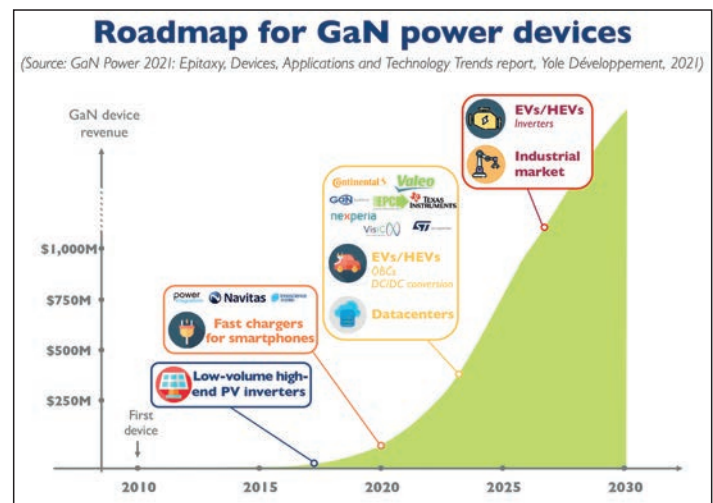 Roadmap for GaN power devices
(Source: GaN Power 2021: Epitaxy, Devices, Applications and Technology Trends report, Yole Développement, 2021)
GaN device
revenue
$1,000M
$750M
$500M
$250M
First
device
2010
2015
2020
2025
2030
Low-volume high-
end PV inverters
power
Navitas
Fast chargers
for smartphones
Continental
Valeo
GaN
EPC
TEXAS
INSTRUMENTS
nexperia
VisIC
ST
EVs/HEVs
OBCs
DC/DC conversion
Datacenters
EVs/HEVs
Inverters
Industrial
market